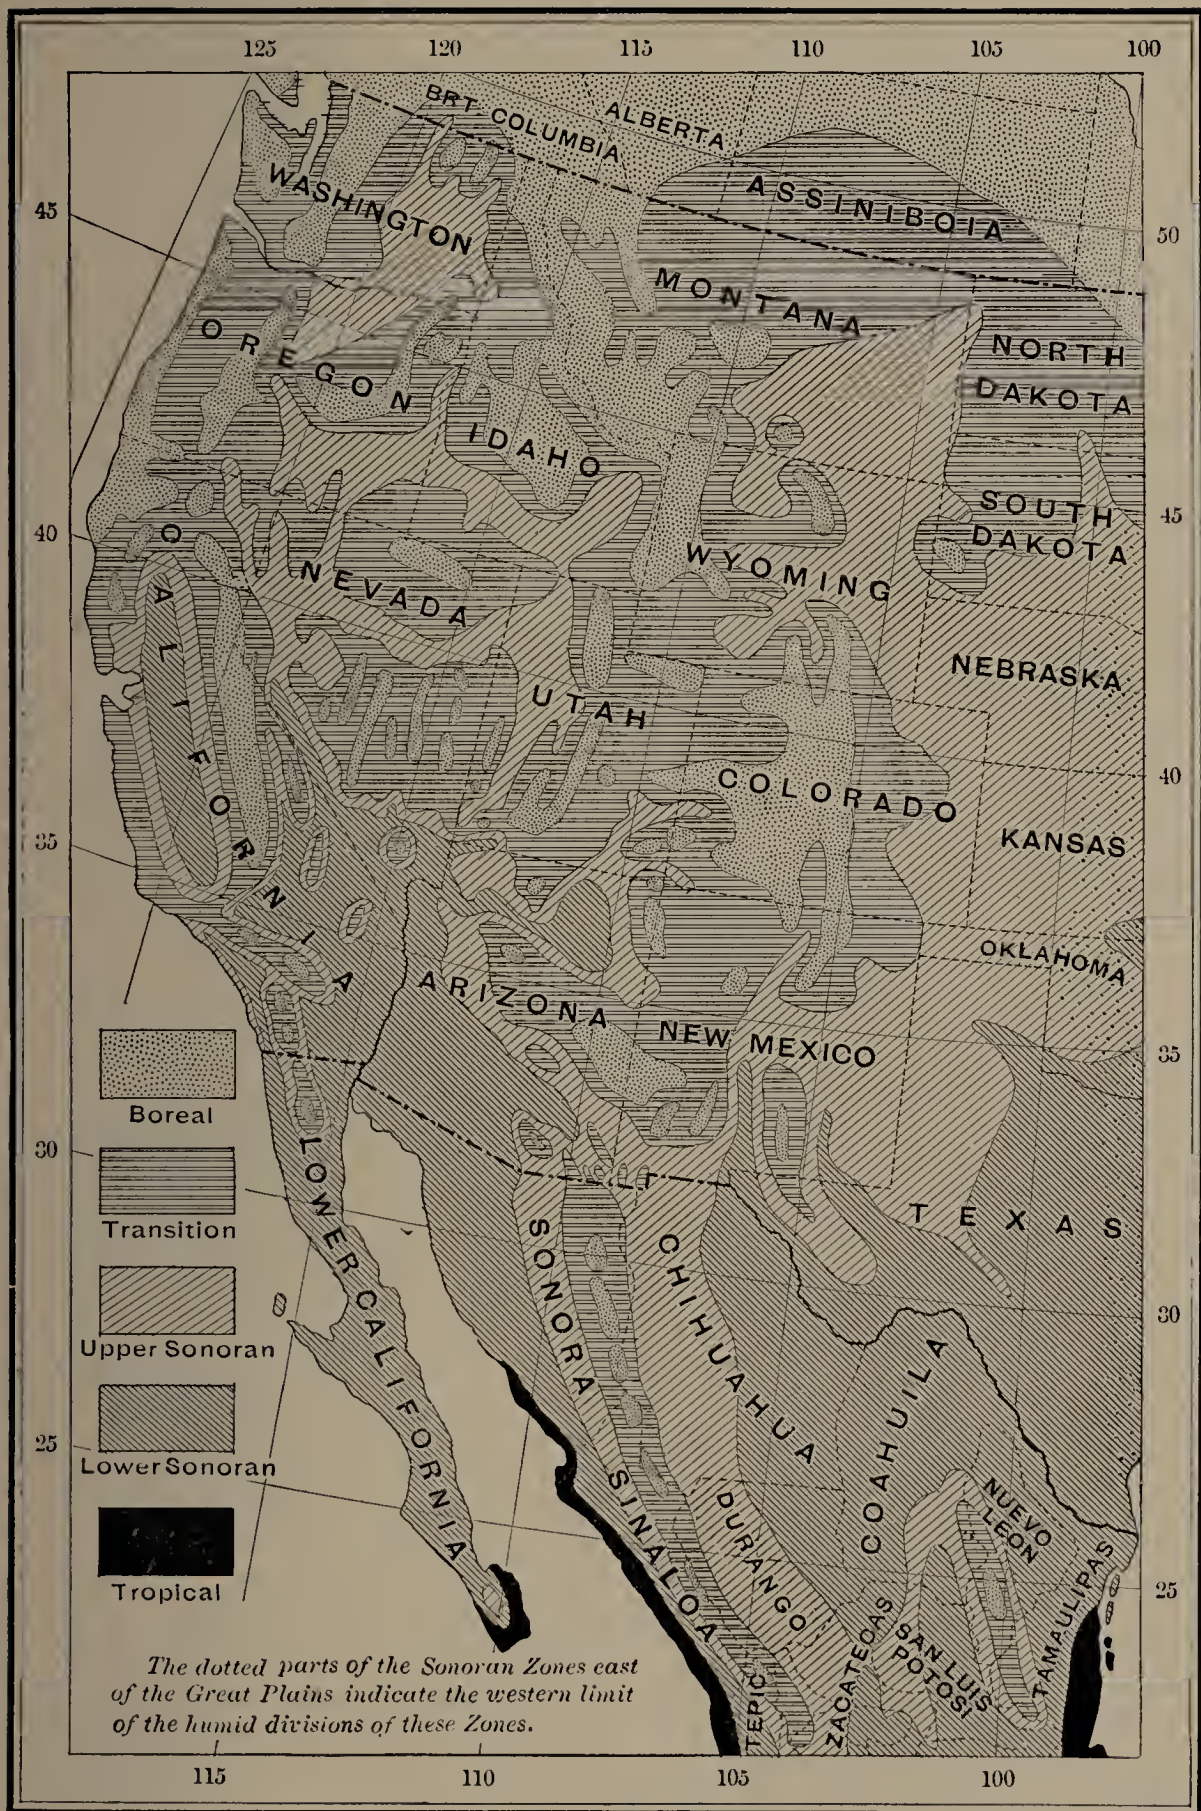 125 120 115 110 105 100
BRT. COLUMBIA
ALBERTA
ASSINIBOIA
WASHINGTON
45
50
MONTANA
OREGON
NORTH
DAKOTA
IDAHO
SOUTH
DAKOTA
45
40
NEVADA
WYOMING
CALIFORNIA
NEBRASKA
UTAH
COLORADO
40
35
KANSAS
OKLAHOMA
ARIZONA
NEW MEXICO
35
Boreal
30
LOWER CALIFORNIA
Transition
SONORA
CHIHUAHUA
TEXAS
30
Upper Sonoran
COAHUILA
25
Lower Sonoran
SINALOA
DURANGO
NUEVO
LEON
25
Tropical
TAMAULIPAS
ZACATECAS
SAN LUIS
POTOSI
TEPIC
The dotted parts of the Sonoran Zones east
of the Great Plains indicate the western limit
of the humid divisions of these Zones.
115 110 105 100